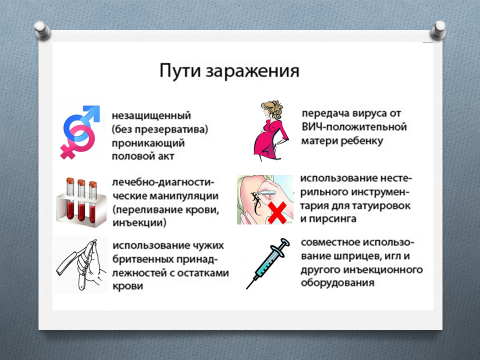 Пути заражения
незащищенный
(без презерватива)
проникающий
половой акт
передача вируса от
ВИЧ-положительной
матери ребенку
лечебно-диагности-
ческие манипуляции
(переливание крови,
инъекции)
использование несте-
рильного инструмен-
тария для татуировок
и пирсинга
использование чужих
бритвенных принад-
лежностей с остатками
крови
совместное использо-
вание шприцев, игл и
другого инъекционного
оборудования